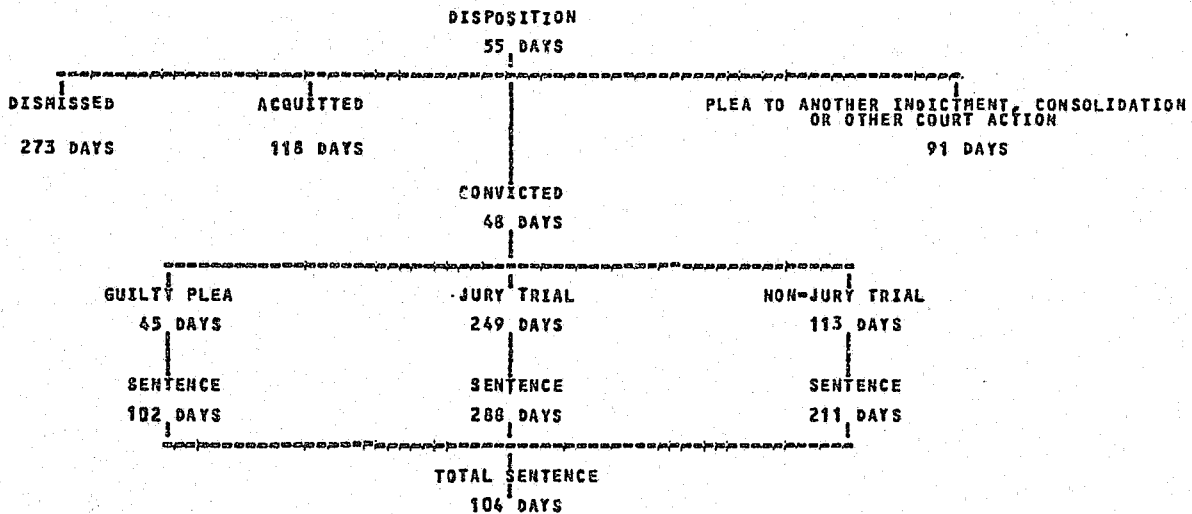 DISPOSITION
55 DAYS
DISMISSED ACQUITTED PLEA TO ANOTHER INDICTMENT, CONSOLIDATION
OR OTHER COURT ACTION
273 DAYS 118 DAYS 91 DAYS
CONVICTED
48 DAYS
GUILTY PLEA JURY TRIAL NON-JURY TRIAL
45 DAYS 249 DAYS 113 DAYS
SENTENCE SENTENCE SENTENCE
102 DAYS 288 DAYS 211 DAYS
TOTAL SENTENCE
104 DAYS